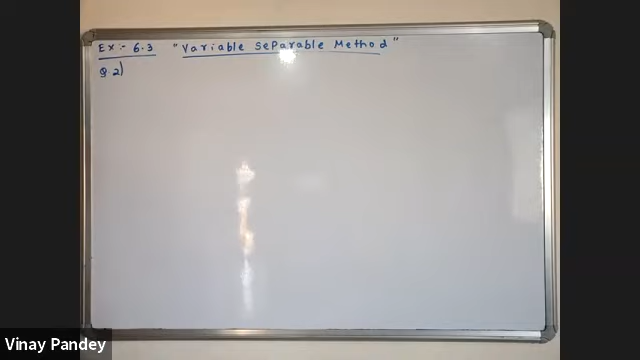 Ex :- 6.3 "Variable Separable Method"
Q.2)
Vinay Pandey